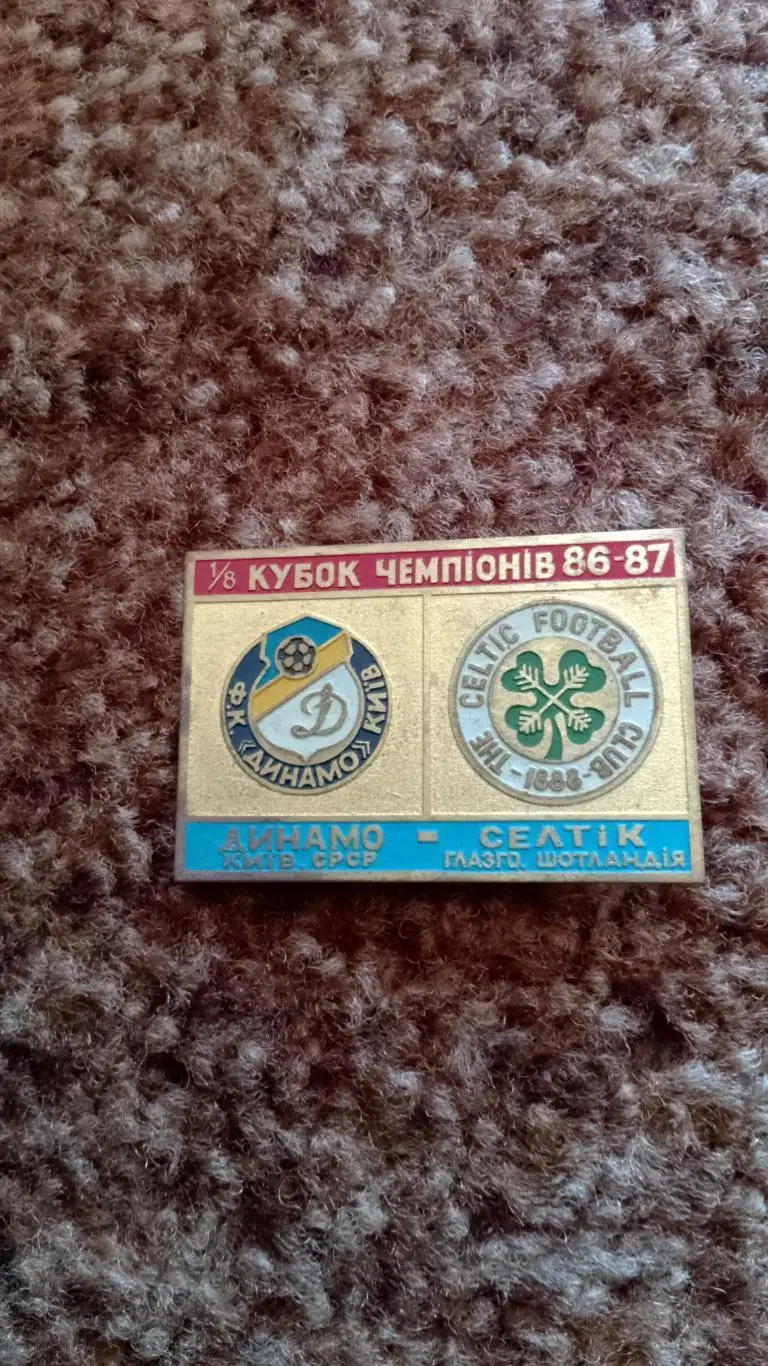 1/8 КУБОК ЧЕМПІОНІВ 86-87
Ф.К. «ДИНАМО» КИЇВ
Д
THE CELTIC FOOTBALL CLUB
-1888-
ДИНАМО - СЕЛТІК
КИЇВ, СРСР ГЛАЗГО, ШОТЛАНДІЯ